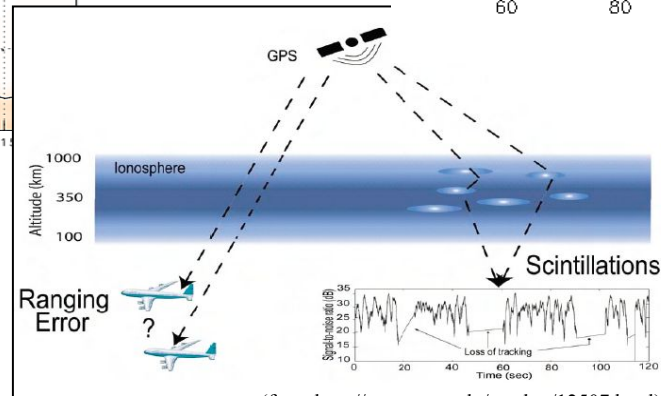 60 80
GPS
1000
Ionosphere
Altitude (km)
350
100
Ranging
Error
?
Scintillations
Signal-to-noise ratio (dB)
35
30
25
20
15
10
Loss of tracking
0 20 40 60 80 100 120
Time (sec)